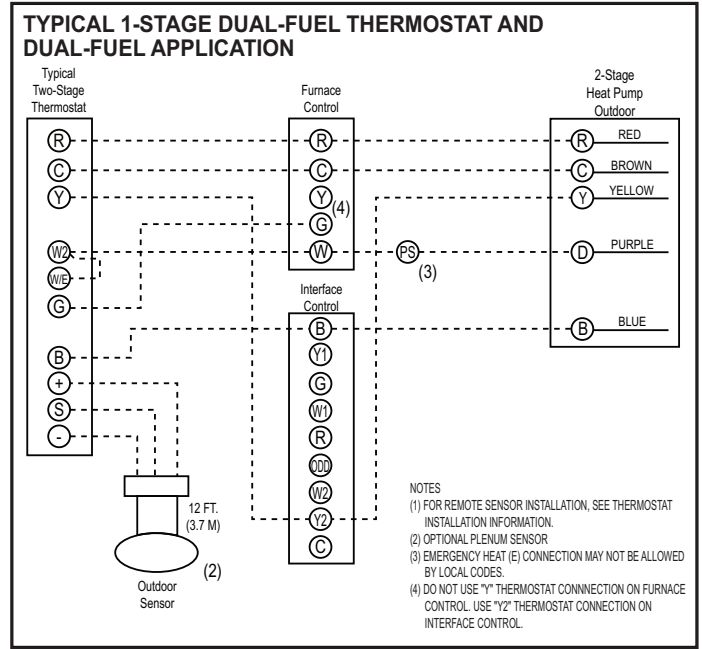 TYPICAL 1-STAGE DUAL-FUEL THERMOSTAT AND
DUAL-FUEL APPLICATION
Typical
Two-Stage
Thermostat
R
C
Y
W2
W/E
G
B
+
S
-
12 FT.
(3.7 M)
(2)
Outdoor
Sensor
Furnace
Control
R
C
Y
(4)
G
W
PS
(3)
Interface
Control
B
Y1
G
W1
R
ODD
W2
Y2
C
2-Stage
Heat Pump
Outdoor
R RED
C BROWN
Y YELLOW
D PURPLE
B BLUE
NOTES
(1) FOR REMOTE SENSOR INSTALLATION, SEE THERMOSTAT
INSTALLATION INFORMATION.
(2) OPTIONAL PLENUM SENSOR
(3) EMERGENCY HEAT (E) CONNECTION MAY NOT BE ALLOWED
BY LOCAL CODES.
(4) DO NOT USE "Y" THERMOSTAT CONNNECTION ON FURNACE
CONTROL. USE "Y2" THERMOSTAT CONNECTION ON
INTERFACE CONTROL.